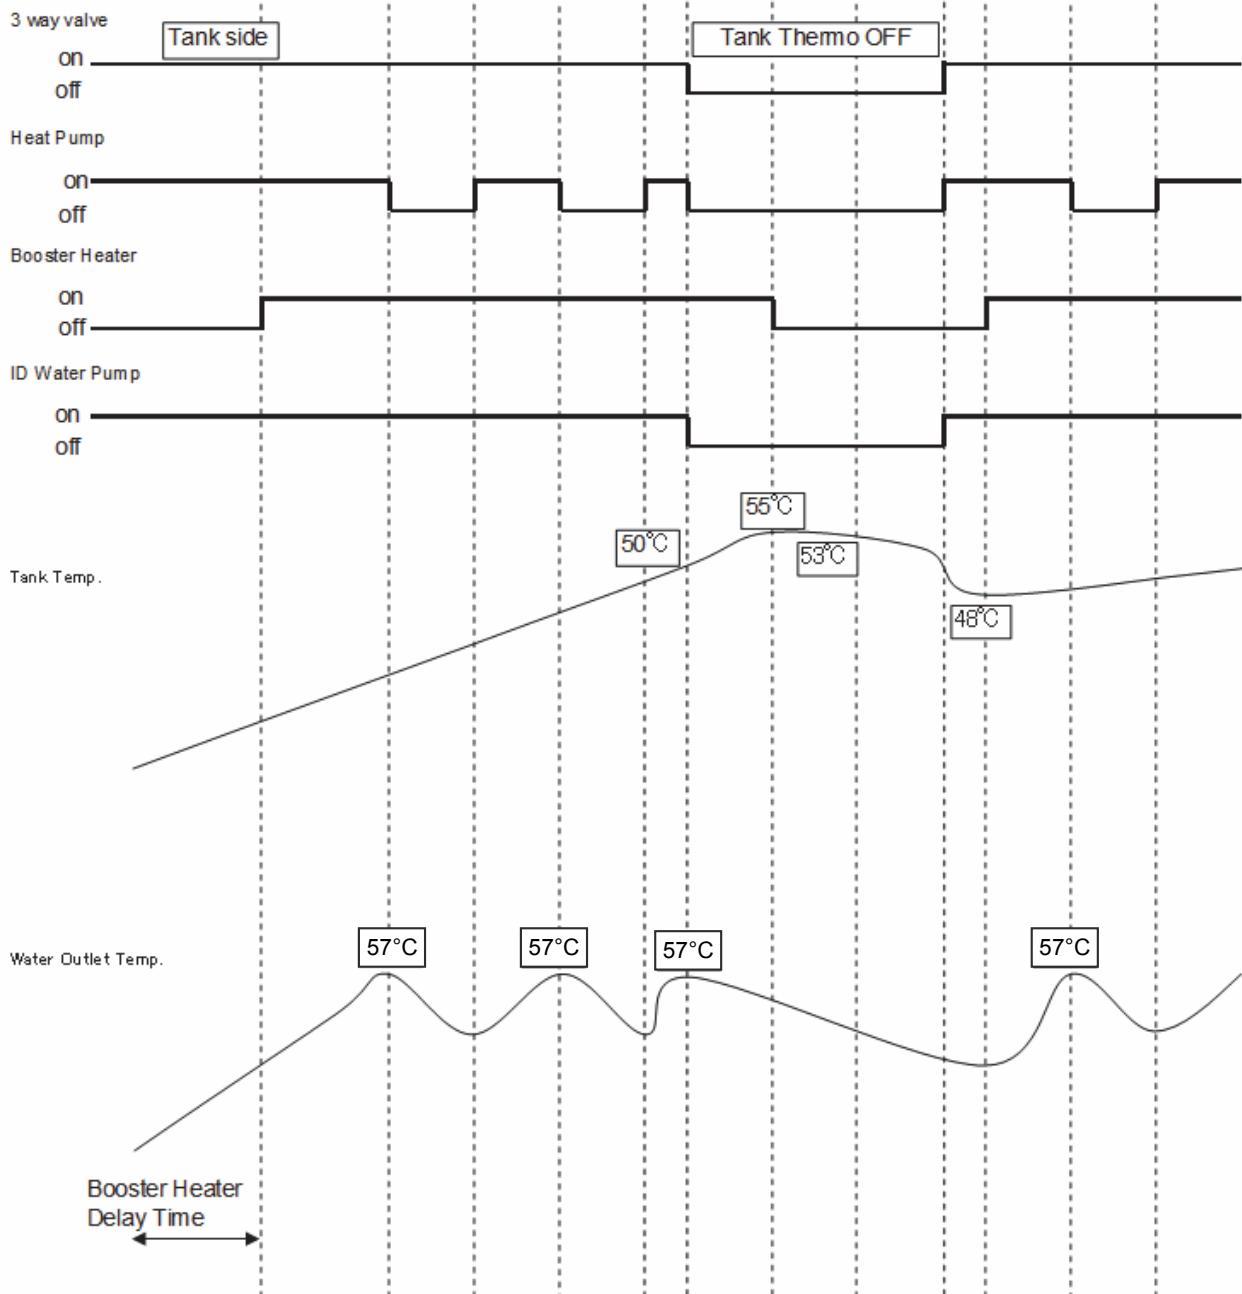 3 way valve
Tank side
Tank Thermo OFF
on
off
Heat Pump
on
off
Booster Heater
on
off
ID Water Pump
on
off
55°C
50°C
53°C
Tank Temp.
48°C
57°C
57°C
57°C
57°C
Water Outlet Temp.
Booster Heater
Delay Time